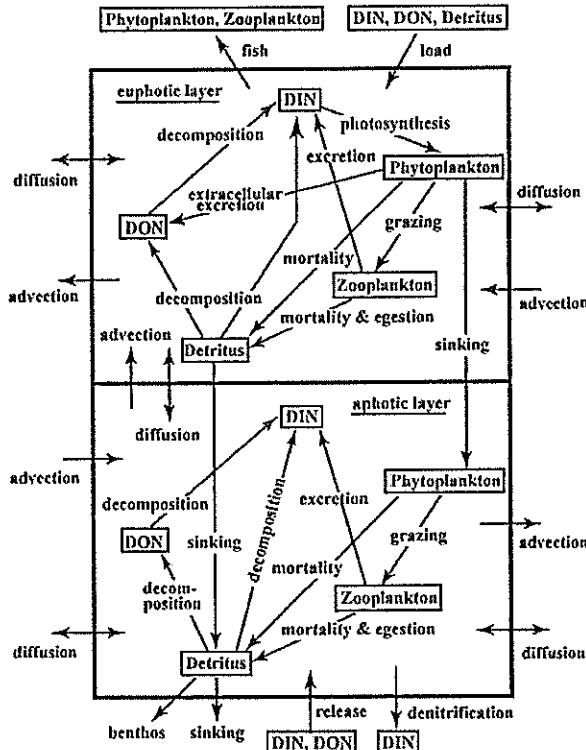 Phytoplankton, Zooplankton
DIN, DON, Detritus
fish
load
euphotic layer
DIN
decomposition
photosynthesis
excretion
Phytoplankton
diffusion
extracellular
excretion
diffusion
DON
grazing
mortality
Zooplankton
advection
decomposition
advection
mortality & egestion
advection
Detritus
sinking
diffusion
DIN
aphotic layer
advection
decomposition
excretion
Phytoplankton
DON
sinking
decomposition
grazing
advection
mortality
decom-
position
Zooplankton
diffusion
mortality & egestion
diffusion
Detritus
benthos
sinking
release
denitrification
DIN, DON
DIN